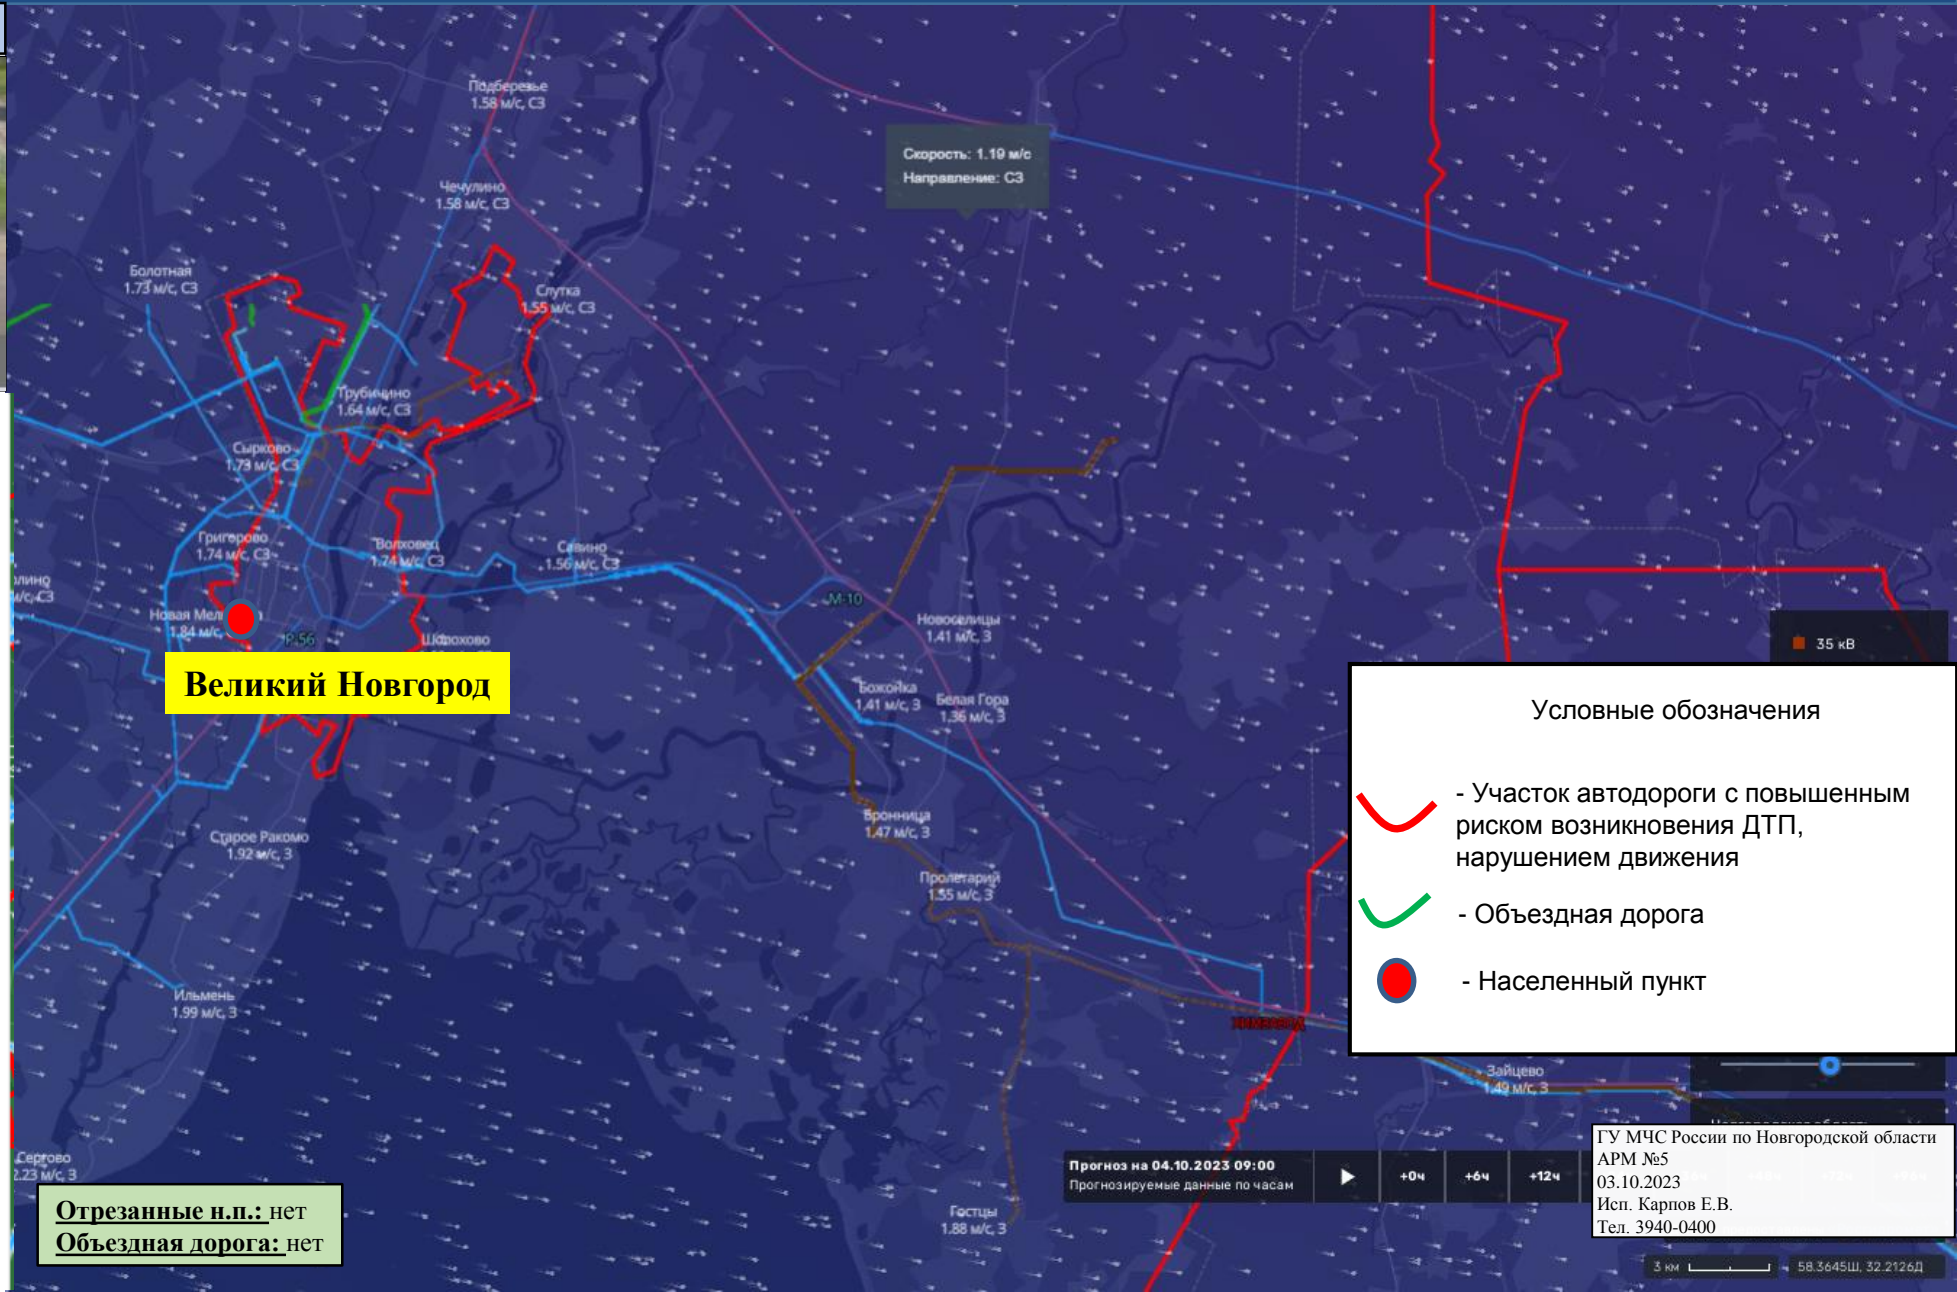 Подберезье
1.58 м/с, СЗ
Скорость: 1.19 м/с
Направление: СЗ
Чечулино
1.58 м/с, СЗ
Болотная
1.73 м/с, СЗ
Слутка
1.55 м/с, СЗ
Трубичино
1.64 м/с, СЗ
Сырково
1.73 м/с, СЗ
Григорово
1.74 м/с, СЗ
Волховец
1.74 м/с, СЗ
Савино
1.56 м/с, СЗ
М-10
Новая
1.84 м/с,
Р-56
Шорохово
Новоселицы
1.41 м/с, З
35 кВ
Великий Новгород
Божонка
1.41 м/с, З
Белая Гора
1.36 м/с, З
Условные обозначения
- Участок автодороги с повышенным
риском возникновения ДТП,
нарушением движения
- Объездная дорога
- Населенный пункт
Бронница
1.47 м/с, З
Старое Ракомо
1.92 м/с, З
Пролетарий
1.55 м/с, З
Ильмень
1.99 м/с, З
Зайцево
1.49 м/с, З
Сергово
2.23 м/с, З
Прогноз на 04.10.2023 09:00
Прогнозируемые данные по часам
+0ч +6ч +12ч
ГУ МЧС России по Новгородской области
АРМ №5
03.10.2023
Исп. Карпов Е.В.
Тел. 3940-0400
Отрезанные н.п.: нет
Объездная дорога: нет
Гостцы
1.88 м/с, З
3 км
58.3645Ш, 32.2126Д